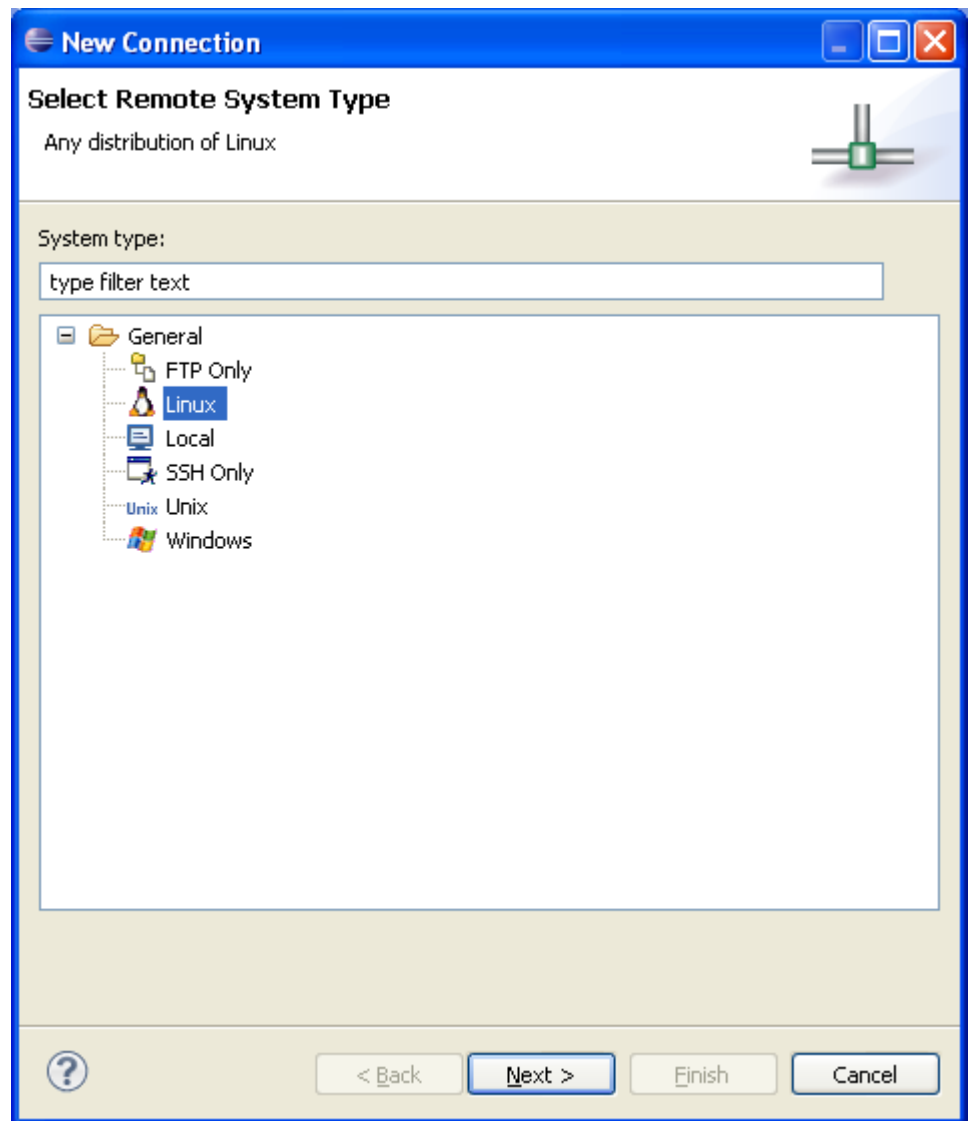 New Connection
Select Remote System Type
Any distribution of Linux
System type:
type filter text
General
FTP Only
Linux
Local
SSH Only
Unix Unix
Windows
?
< Back Next > Finish Cancel